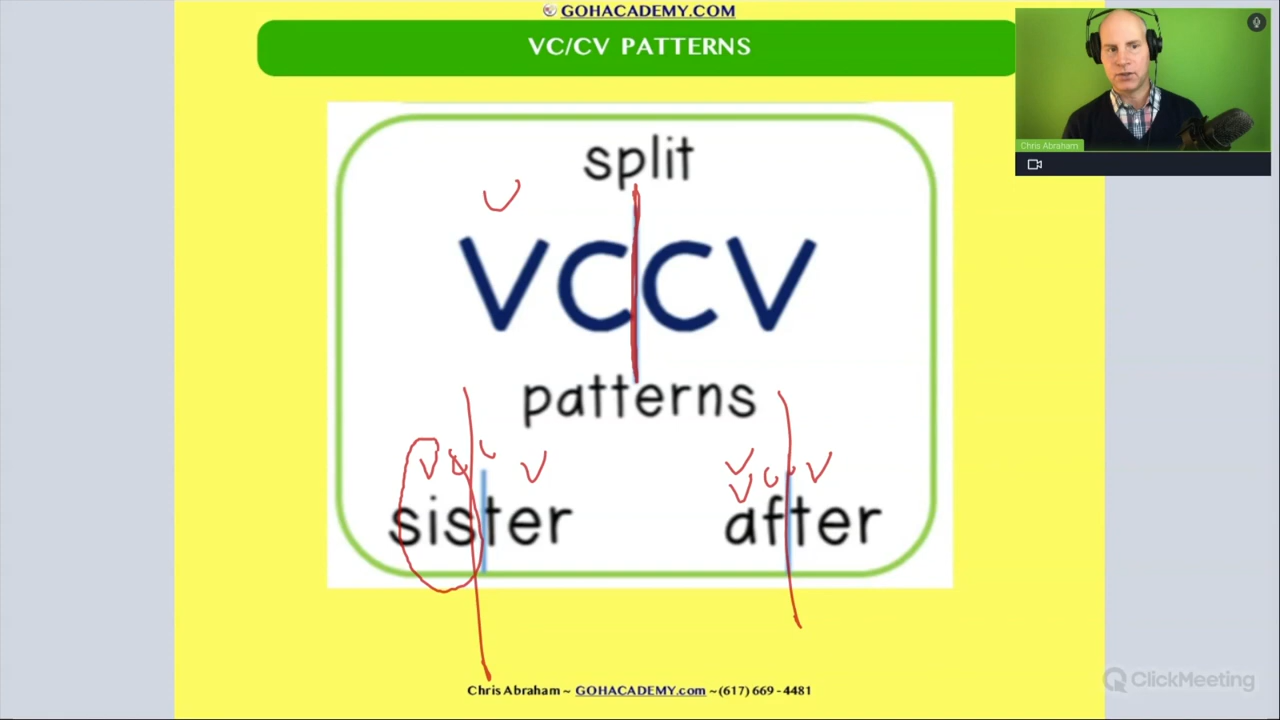 GOHACADEMY.COM
VC/CV PATTERNS
Chris Abraham
split
V
VCCV
patterns
V C C V
V
V C C V
sister after
Chris Abraham ~ GOHACADEMY.com ~(617) 669 - 4481
ClickMeeting